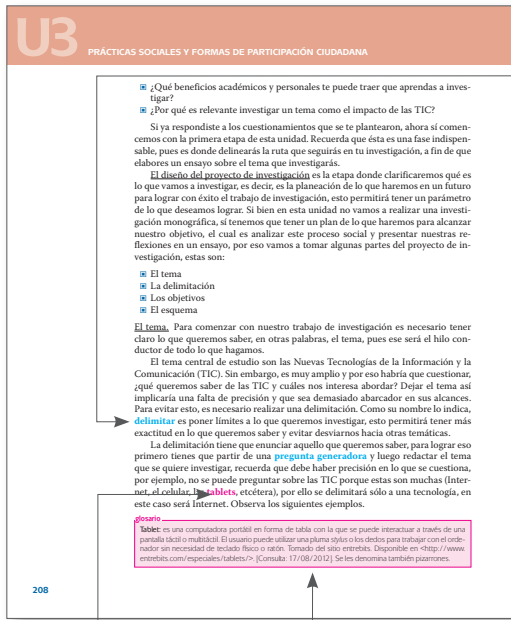 U3
PRÁCTICAS SOCIALES Y FORMAS DE PARTICIPACIÓN CIUDADANA
¿Qué beneficios académicos y personales te puede traer que aprendas a inves-
tigar?
¿Por qué es relevante investigar un tema como el impacto de las TIC?
Si ya respondiste a los cuestionamientos que se te plantearon, ahora sí comen-
cemos con la primera etapa de esta unidad. Recuerda que ésta es una fase indispen-
sable, pues es donde delinearás la ruta que seguirás en tu investigación, a fin de que
elabores un ensayo sobre el tema que investigarás.
El diseño del proyecto de investigación es la etapa donde clarificaremos qué es
lo que vamos a investigar, es decir, es la planeación de lo que haremos en un futuro
para lograr con éxito el trabajo de investigación, esto permitirá tener un parámetro
de lo que deseamos lograr. Si bien en esta unidad no vamos a realizar una investi-
gación monográfica, sí tenemos que tener un plan de lo que haremos para alcanzar
nuestro objetivo, el cual es analizar este proceso social y presentar nuestras re-
flexiones en un ensayo, por eso vamos a tomar algunas partes del proyecto de in-
vestigación, estas son:
El tema
La delimitación
Los objetivos
El esquema
El tema. Para comenzar con nuestro trabajo de investigación es necesario tener
claro lo que queremos saber, en otras palabras, el tema, pues ese será el hilo con-
ductor de todo lo que hagamos.
El tema central de estudio son las Nuevas Tecnologías de la Información y la
Comunicación (TIC). Sin embargo, es muy amplio y por eso habría que cuestionar,
¿qué queremos saber de las TIC y cuáles nos interesa abordar? Dejar el tema así
implicaría una falta de precisión y que sea demasiado abarcador en sus alcances.
Para evitar esto, es necesario realizar una delimitación. Como su nombre lo indica,
delimitar es poner límites a lo que queremos investigar, esto permitirá tener más
exactitud en lo que queremos saber y evitar desviarnos hacia otras temáticas.
La delimitación tiene que enunciar aquello que queremos saber, para lograr eso
primero tienes que partir de una pregunta generadora y luego redactar el tema
que se quiere investigar, recuerda que debe haber precisión en lo que se cuestiona,
por ejemplo, no se puede preguntar sobre las TIC porque estas son muchas (Inter-
net, el celular, las tablets, etcétera), por ello se delimitará sólo a una tecnología, en
este caso será Internet. Observa los siguientes ejemplos.
glosario
Tablet: es una computadora portátil en forma de tabla con la que se puede interactuar a través de una
pantalla táctil o multitáctil. El usuario puede utilizar una pluma stylus o los dedos para trabajar con el orde-
nador sin necesidad de teclado físico o ratón. Tomado del sitio entrebits. Disponible en <http://www.
entrebits.com/especiales/tablets/>. [Consulta: 17/08/2012]. Se les denomina también pizarrones.
208